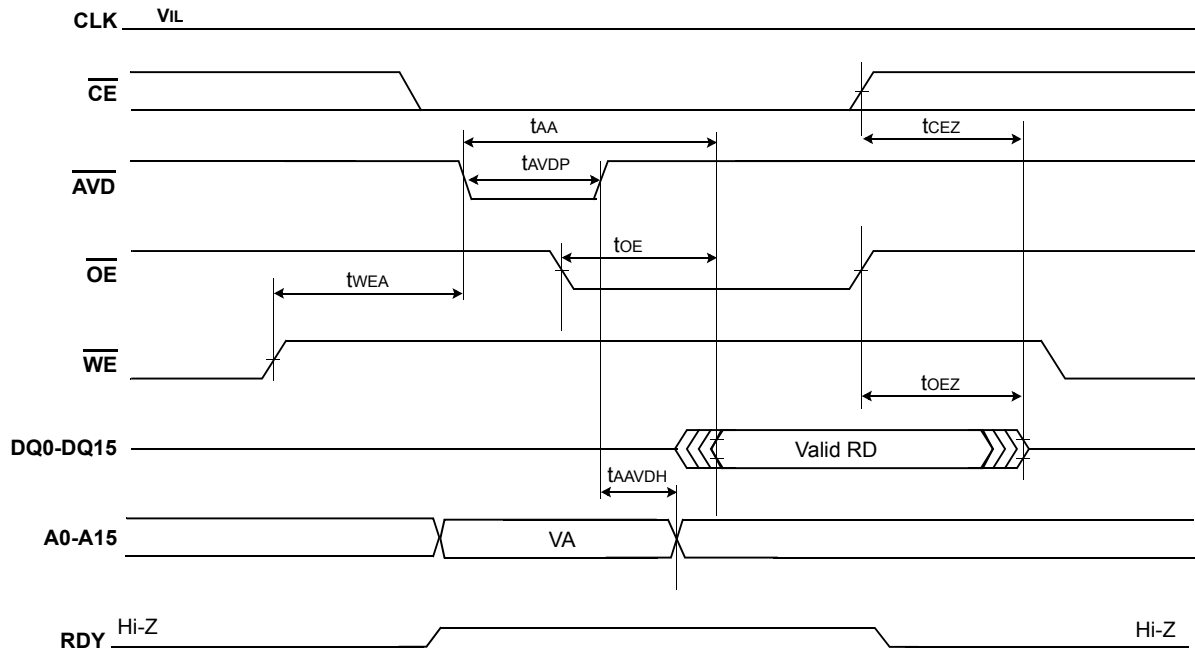 CLK VIL
CE
tAA tCEZ
tAVDP
AVD
tOE
OE
tWEA
WE
tOEZ
DQ0-DQ15 Valid RD
tAAVDH
A0-A15 VA
Hi-Z Hi-Z
RDY